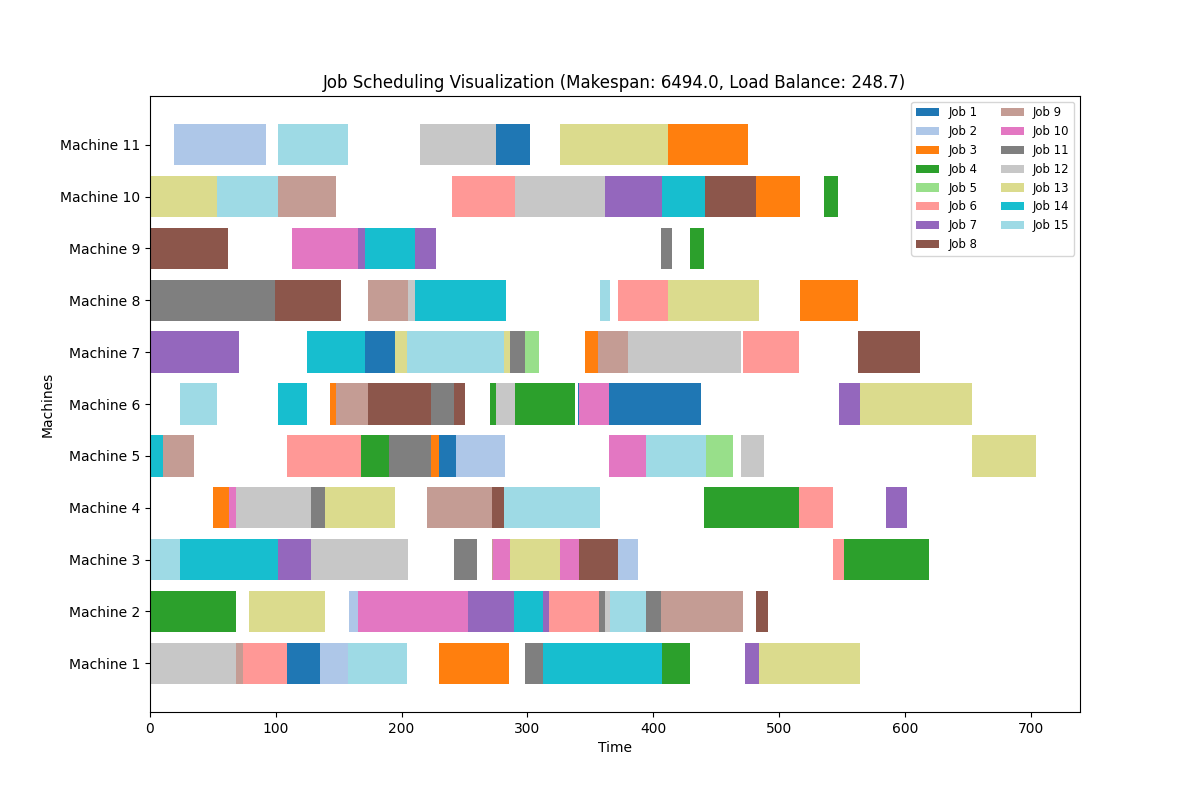 Job Scheduling Visualization (Makespan: 6494.0, Load Balance: 248.7)
Machines
Machine 11
Machine 10
Machine 9
Machine 8
Machine 7
Machine 6
Machine 5
Machine 4
Machine 3
Machine 2
Machine 1
0 100 200 300 400 500 600 700
Time
Job 1
Job 2
Job 3
Job 4
Job 5
Job 6
Job 7
Job 8
Job 9
Job 10
Job 11
Job 12
Job 13
Job 14
Job 15